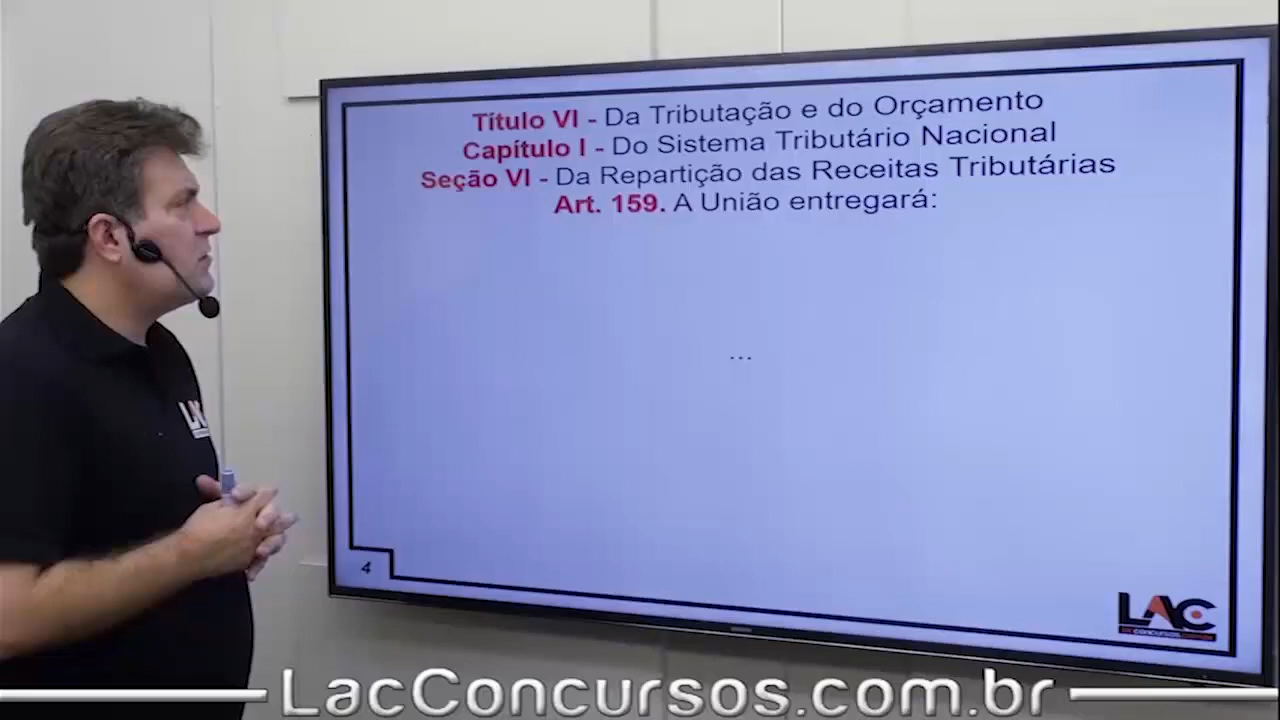 Título VI - Da Tributação e do Orçamento
Capítulo I - Do Sistema Tributário Nacional
Seção VI - Da Repartição das Receitas Tributárias
Art. 159. A União entregará:
...
4
LAC
LAC
LacConcursos.com.br